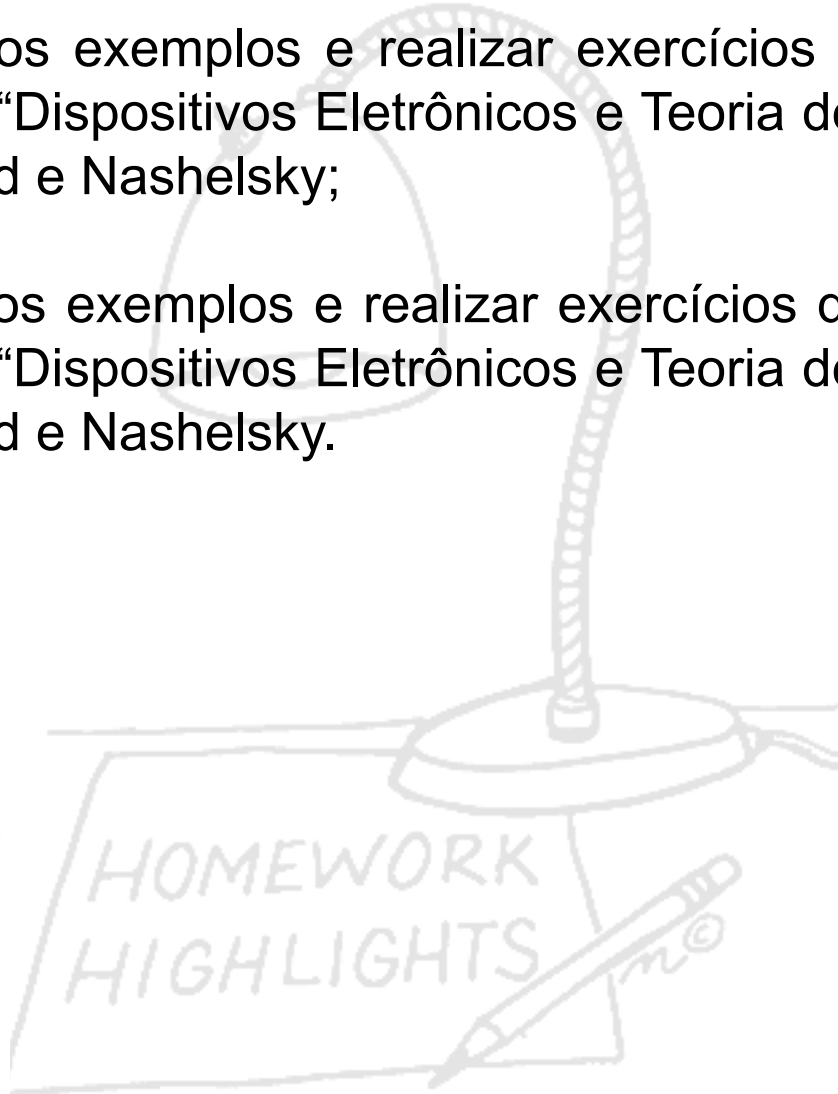 os exemplos e realizar exercícios
“Dispositivos Eletrônicos e Teoria de
d e Nashelsky;
os exemplos e realizar exercícios d
“Dispositivos Eletrônicos e Teoria de
d e Nashelsky.
HOMEWORK
HIGHLIGHTS
m©